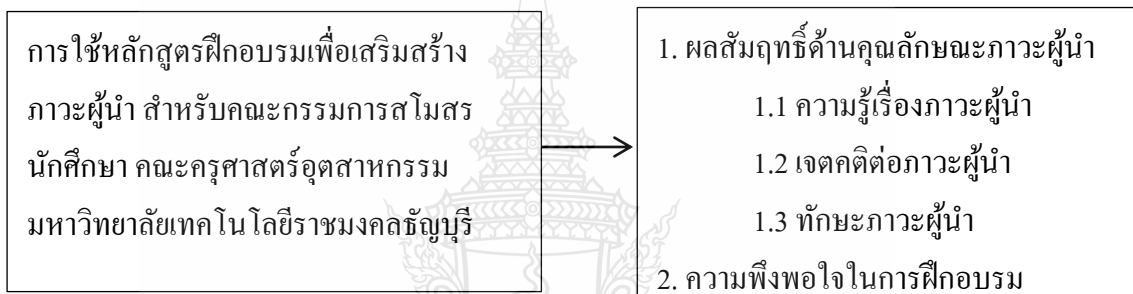 การใช้หลักสูตรฝึกอบรมเพื่อเสริมสร้าง
ภาวะผู้นำ สำหรับคณะกรรมการสโมสร
นักศึกษา คณะครุศาสตร์อุตสาหกรรม
มหาวิทยาลัยเทคโนโลยีราชมงคลธัญบุรี
1. ผลสัมฤทธิ์ด้านคุณลักษณะภาวะผู้นำ
1.1 ความรู้เรื่องภาวะผู้นำ
1.2 เจตคติต่อภาวะผู้นำ
1.3 ทักษะภาวะผู้นำ
2. ความพึงพอใจในการฝึกอบรม